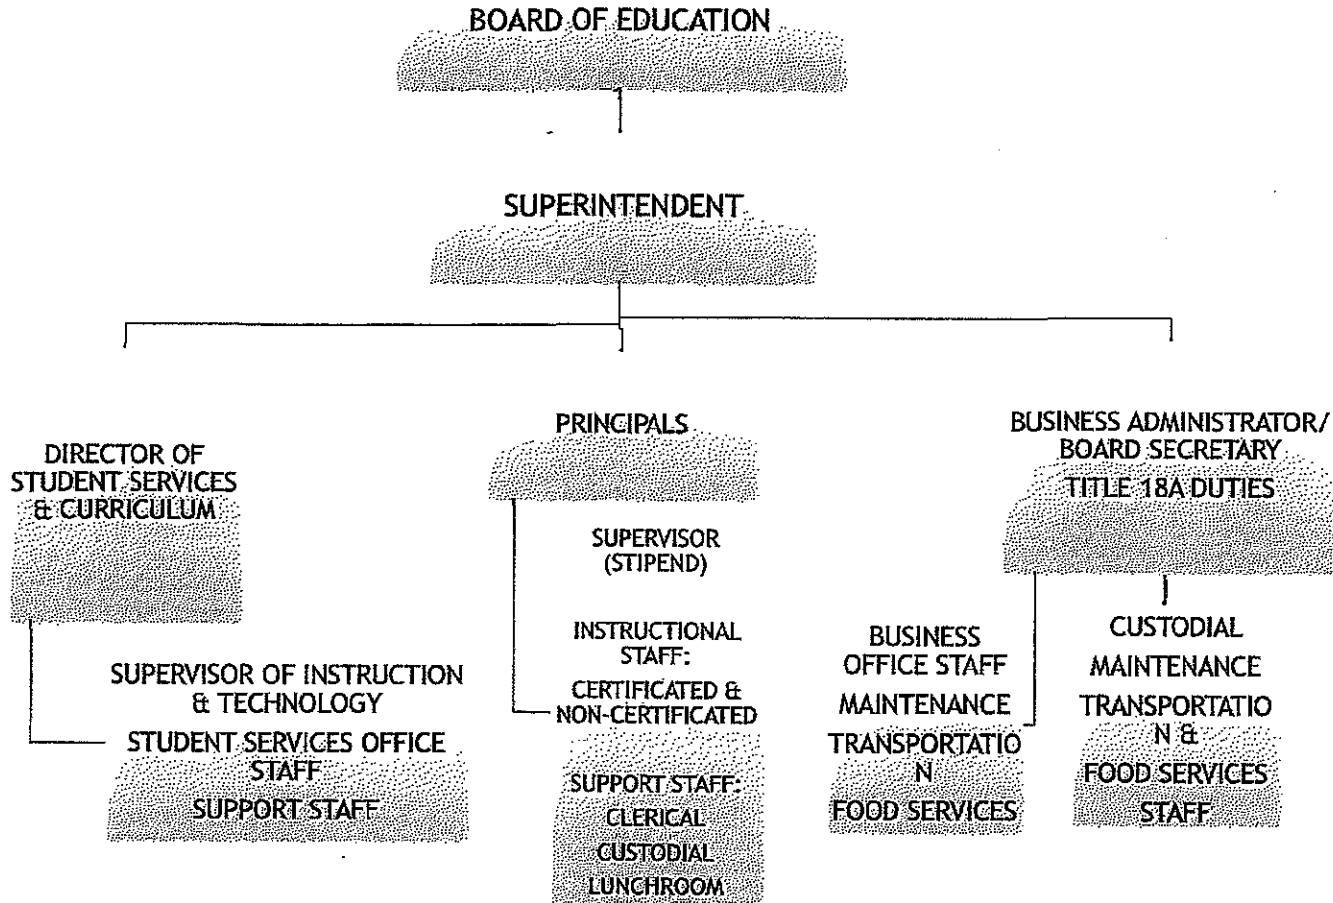 BOARD OF EDUCATION
SUPERINTENDENT
DIRECTOR OF
STUDENT SERVICES
& CURRICULUM
SUPERVISOR OF INSTRUCTION
& TECHNOLOGY
STUDENT SERVICES OFFICE
STAFF
SUPPORT STAFF
PRINCIPALS
SUPERVISOR
(STIPEND)
INSTRUCTIONAL
STAFF:
CERTIFICATED &
NON-CERTIFICATED
SUPPORT STAFF:
CLERICAL
CUSTODIAL
LUNCHROOM
BUSINESS ADMINISTRATOR/
BOARD SECRETARY
TITLE 18A DUTIES
BUSINESS
OFFICE STAFF
MAINTENANCE
TRANSPORTATIO
N
FOOD SERVICES
CUSTODIAL
MAINTENANCE
TRANSPORTATIO
N &
FOOD SERVICES
STAFF